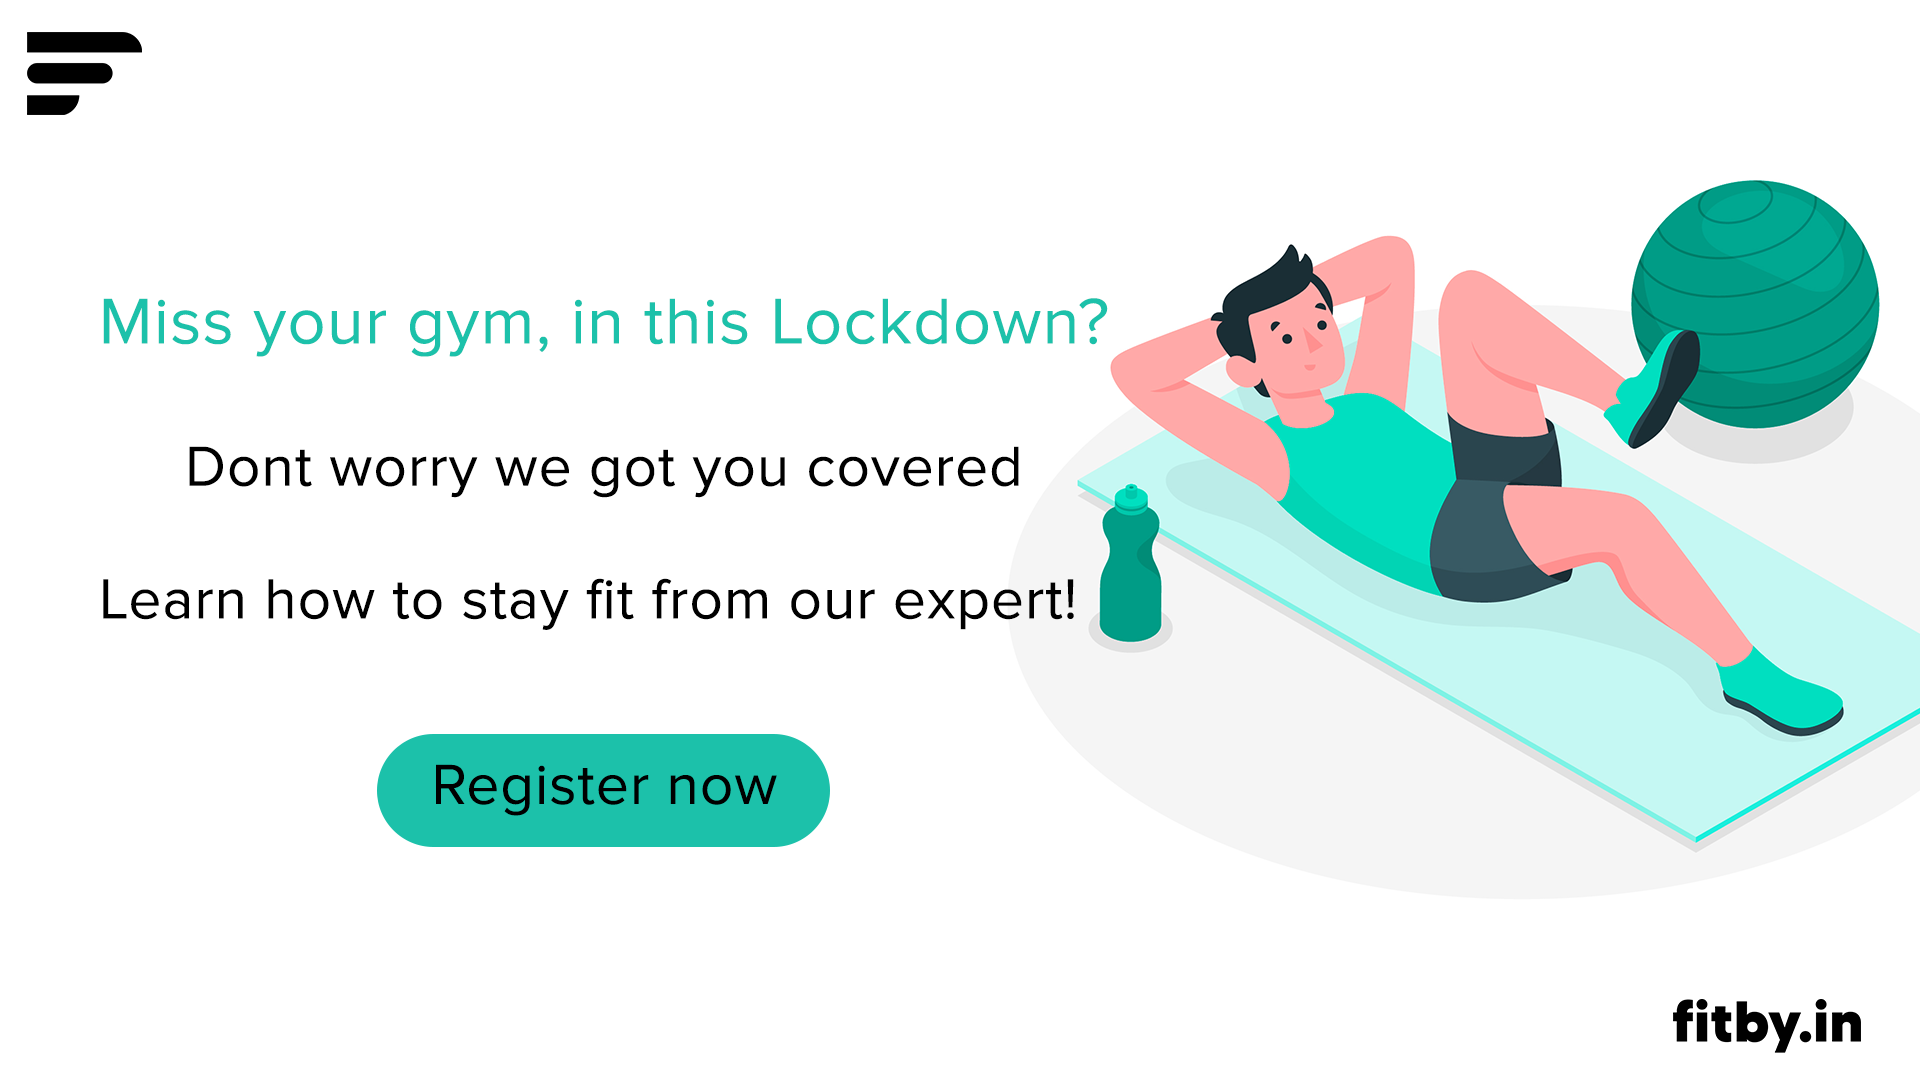 Miss your gym, in this Lockdown?
Dont worry we got you covered
Learn how to stay fit from our expert!
Register now
fitby.in